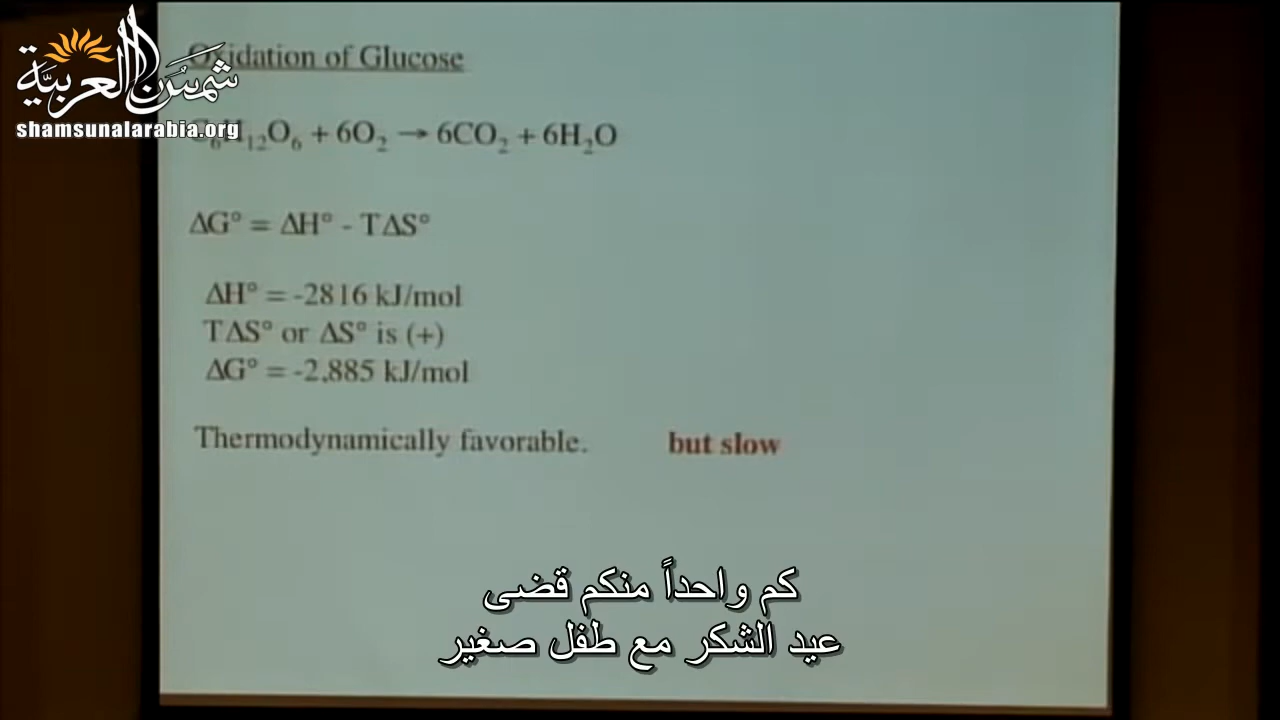 شمس العربية
shamsunalarabia.org
Oxidation of Glucose
C₆H₁₂O₆ + 6O₂ → 6CO₂ + 6H₂O
ΔG° = ΔH° - TΔS°
ΔH° = -2816 kJ/mol
TΔS° or ΔS° is (+)
ΔG° = -2,885 kJ/mol
Thermodynamically favorable. but slow
كم واحداً منكم قضى
عيد الشكر مع طفل صغير